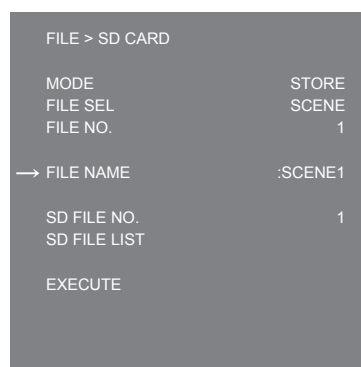 FILE > SD CARD
MODE STORE
FILE SEL SCENE
FILE NO. 1
→ FILE NAME :SCENE1
SD FILE NO. 1
SD FILE LIST
EXECUTE